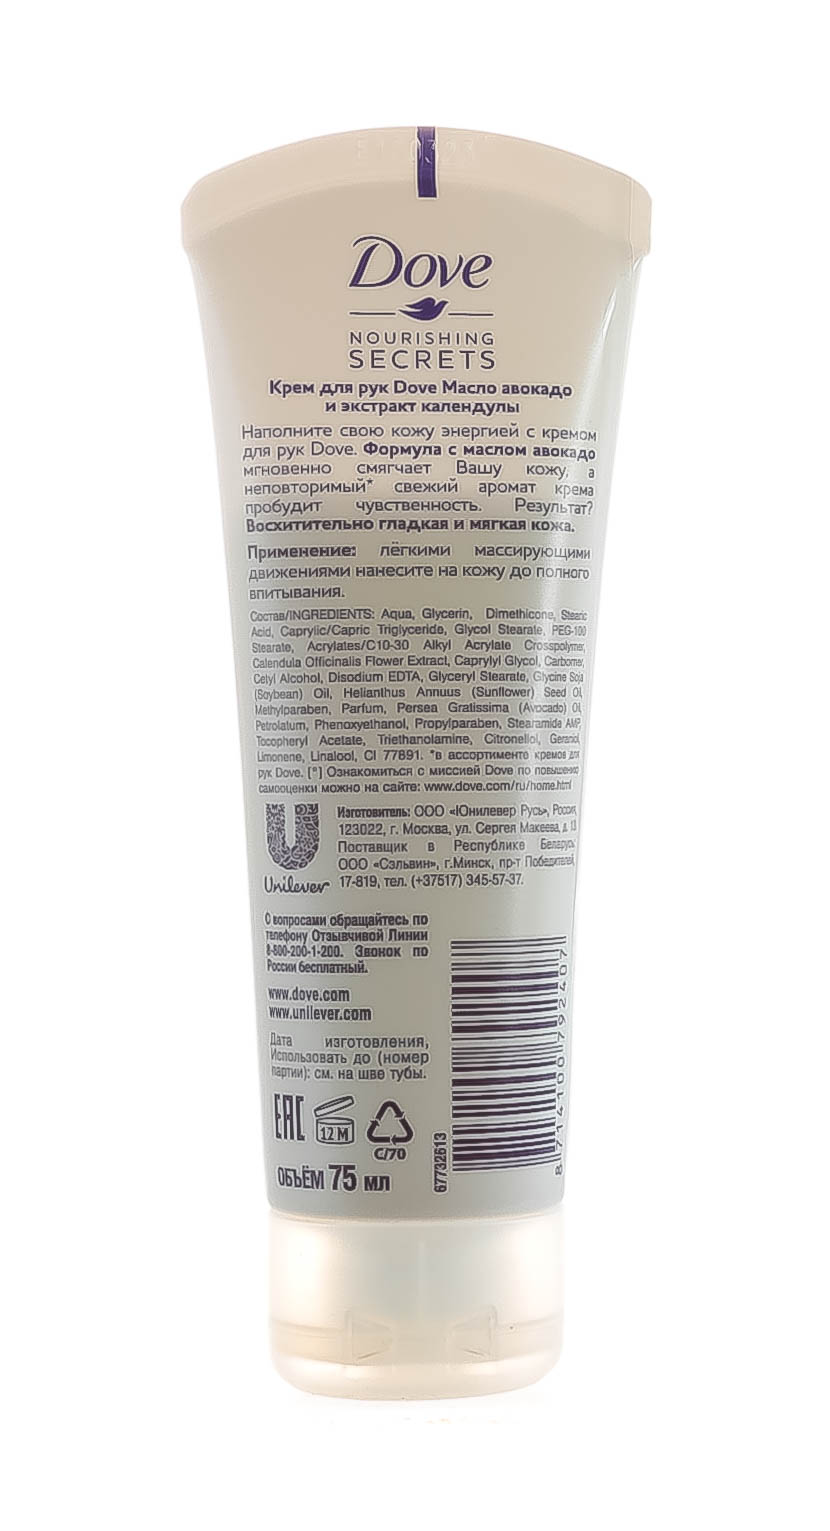 Dove
NOURISHING
SECRETS
Крем для рук Dove Масло авокадо
и экстракт календулы
Наполните свою кожу энергией с кремом
для рук Dove. Формула с маслом авокадо
мгновенно смягчает Вашу кожу, а
неповторимый* свежий аромат крема
пробудит чувственность. Результат?
Восхитительно гладкая и мягкая кожа.
Применение: лёгкими массирующими
движениями нанесите на кожу до полного
впитывания.
Состав/INGREDIENTS: Aqua, Glycerin, Dimethicone, Stearic
Acid, Caprylic/Capric Triglyceride, Glycol Stearate, PEG-100
Stearate, Acrylates/C10-30 Alkyl Acrylate Crosspolymer,
Calendula Officinalis Flower Extract, Caprylyl Glycol, Carbomer,
Cetyl Alcohol, Disodium EDTA, Glyceryl Stearate, Glycine Soja
(Soybean) Oil, Helianthus Annuus (Sunflower) Seed Oil,
Methylparaben, Parfum, Persea Gratissima (Avocado) Oil,
Petrolatum, Phenoxyethanol, Propylparaben, Stearamide AMP,
Tocopheryl Acetate, Triethanolamine, Citronellol, Geraniol,
Limonene, Linalool, CI 77891. *в ассортименте кремов для
рук Dove. [*] Ознакомиться с миссией Dove по повышению
самооценки можно на сайте: www.dove.com/ru/home.html
Изготовитель: ООО «Юнилевер Русь», Россия,
123022, г. Москва, ул. Сергея Макеева, д. 13.
Поставщик в Республике Беларусь:
ООО «Сэльвин», г.Минск, пр-т Победителей,
17-819, тел. (+37517) 345-57-37.
Unilever
О вопросами обращайтесь по
телефону Отзывчивой Линии
8-800-200-1-200. Звонок по
России бесплатный.
www.dove.com
www.unilever.com
Дата изготовления,
Использовать до (номер
партии): см. на шве тубы.
EAC
12 M
C/70
ОБЪЁМ 75 мл
67732613
8714100792407